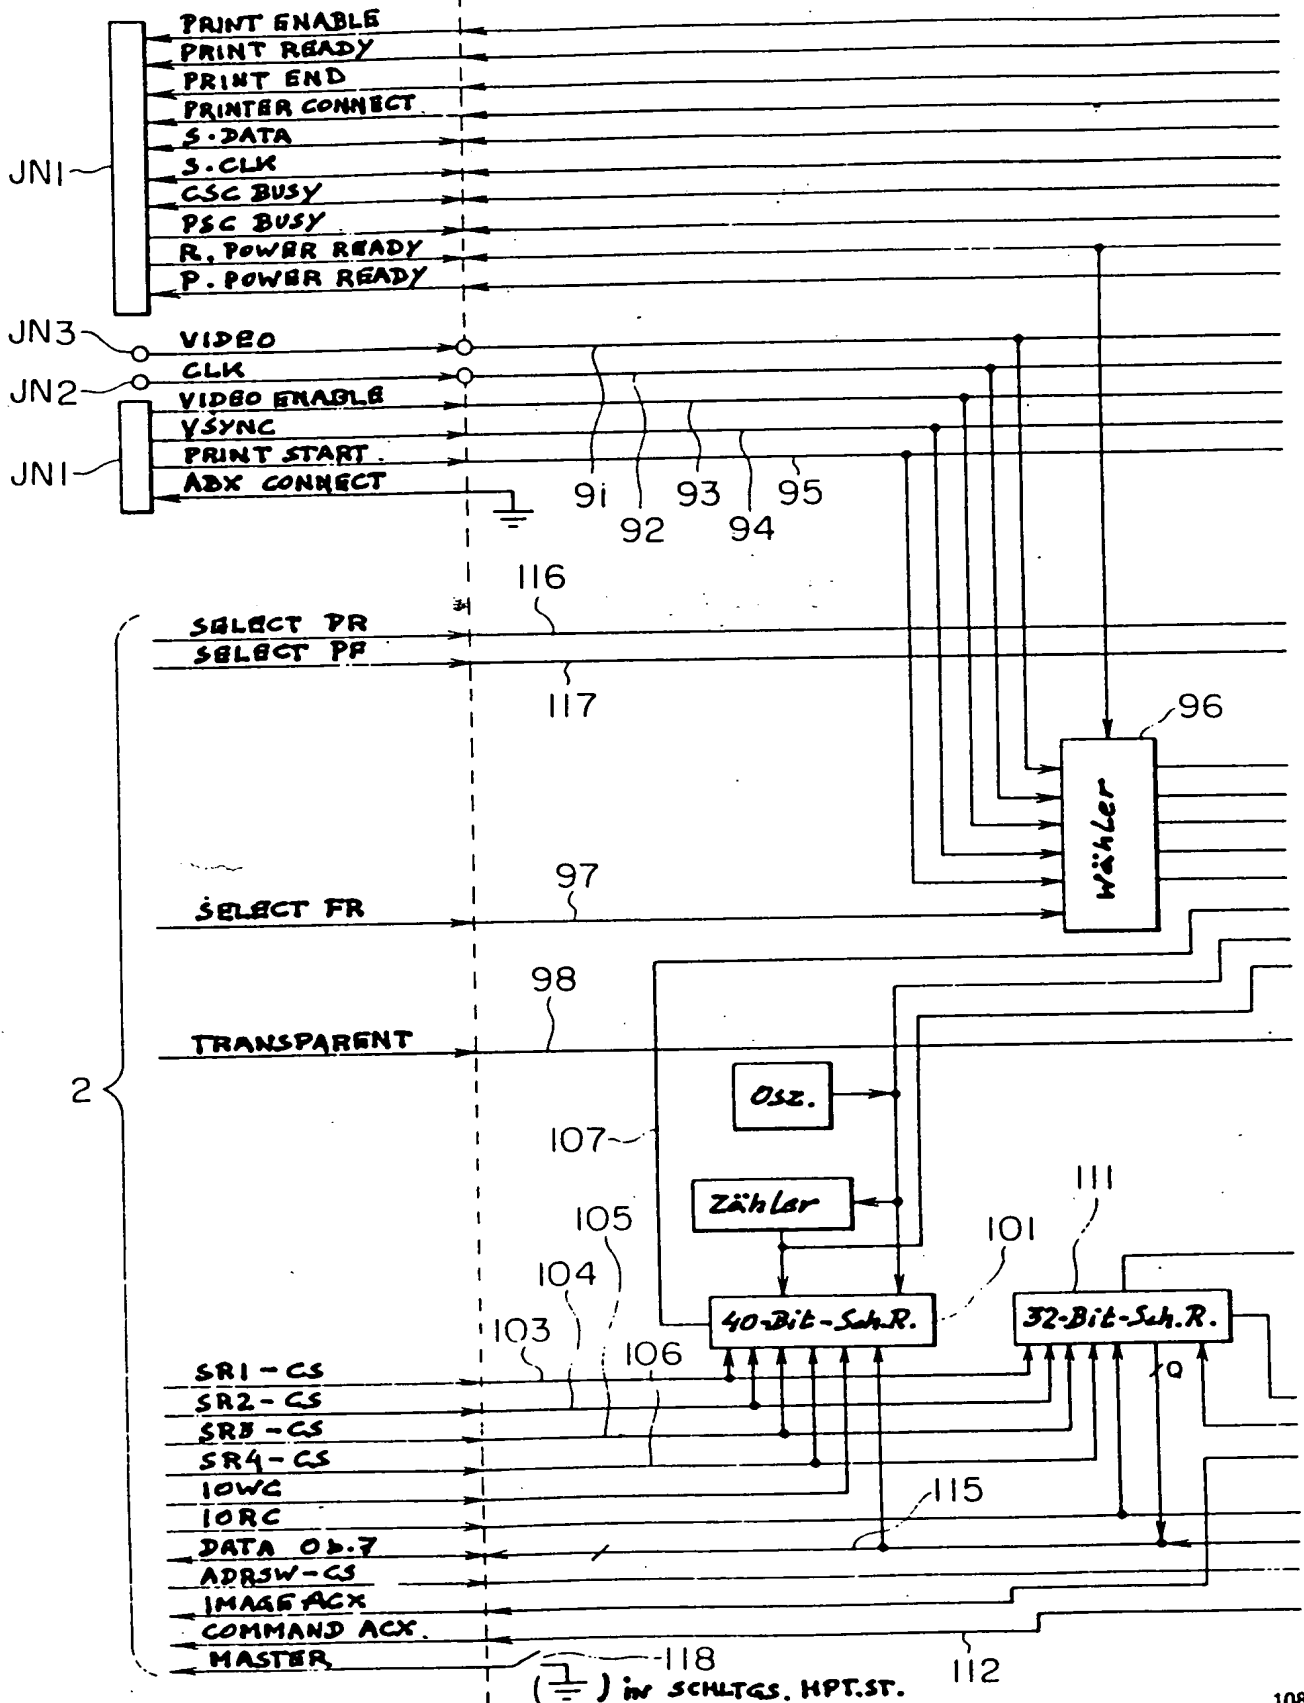 PRINT ENABLE
PRINT READY
PRINT END
PRINTER CONNECT
S.DATA
JN1
S.CLK
CSC BUSY
PSC BUSY
R. POWER READY
P. POWER READY
JN3
VIDEO
CLK
JN2
VIDEO ENABLE
VSYNC
PRINT START
JN1
ADX CONNECT
91
93
95
92
94
116
SELECT PR
SELECT PF
117
96
Wähler
97
SELECT FR
98
TRANSPARENT
2
Osz.
107
Zähler
111
105
101
104
40-Bit-Sch.R.
32-Bit-Sch.R.
103
106
SR1-CS
Q
SR2-CS
SR3-CS
SR4-CS
IOWC
115
IORC
DATA 0b.7
ADRSW-CS
IMAGE ACX
COMMAND ACX.
MASTER
118
112
( ) in SCHLTGS. HPT.ST.
108